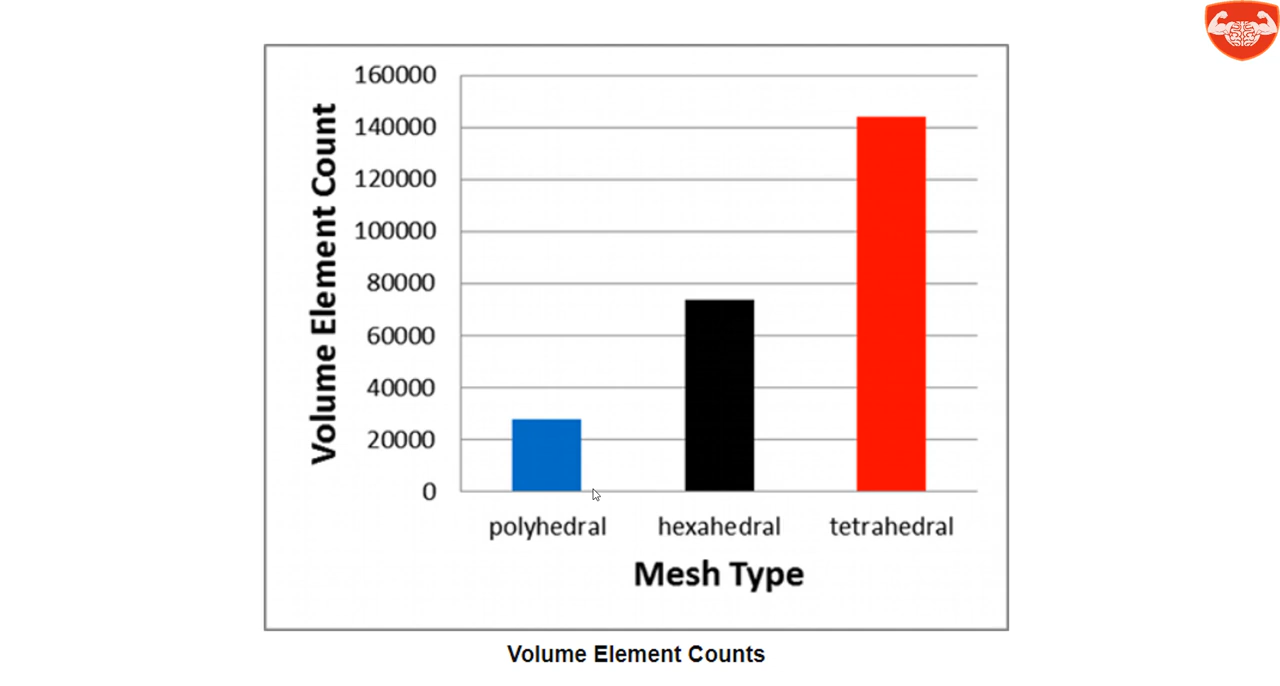 Volume Element Count
160000
140000
120000
100000
80000
60000
40000
20000
0
polyhedral hexahedral tetrahedral
Mesh Type
Volume Element Counts